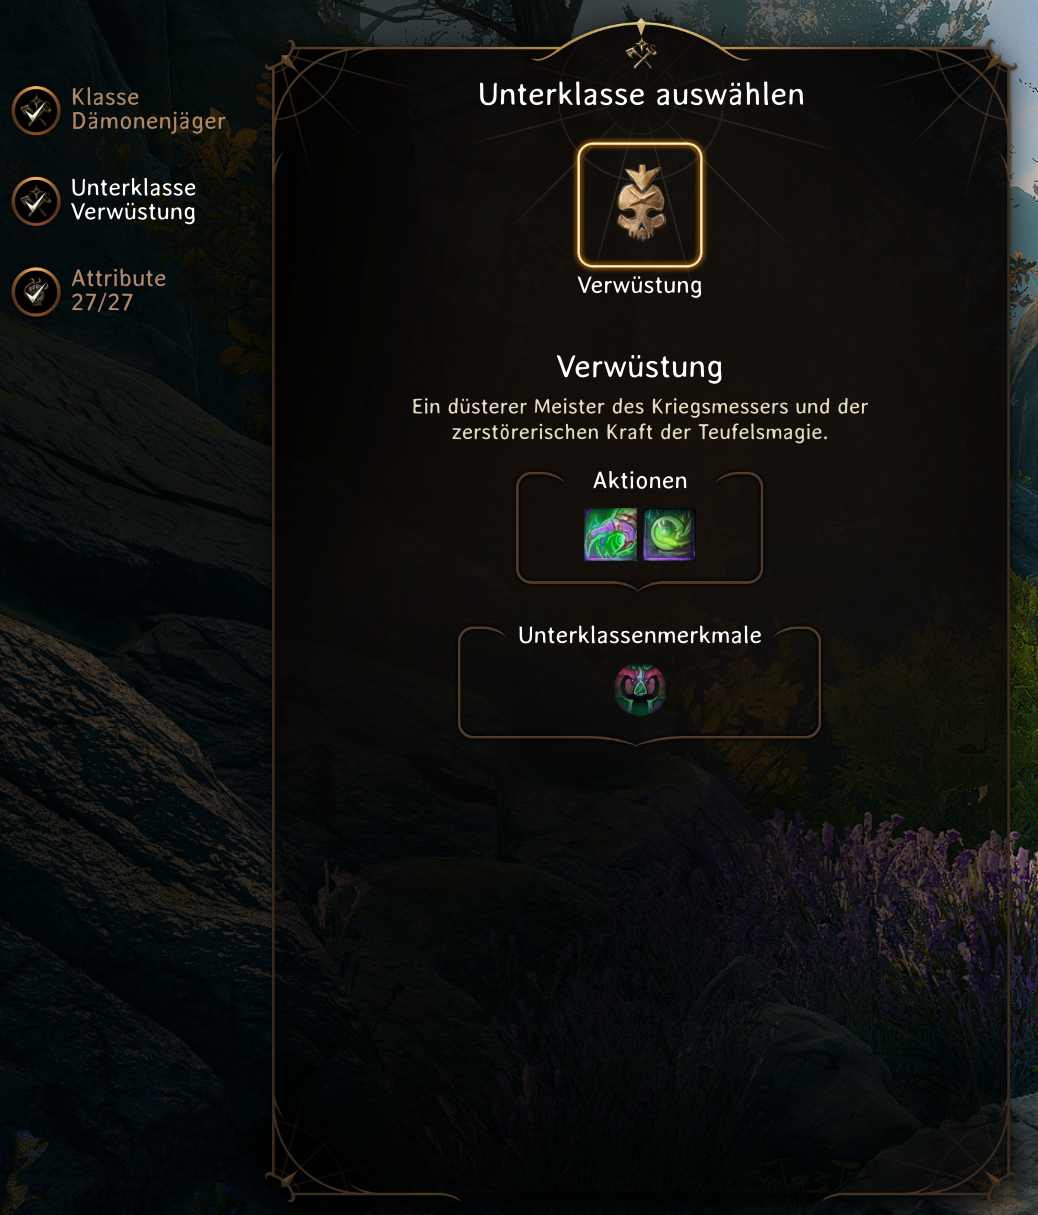 Klasse
Dämonenjäger
Unterklasse
Verwüstung
Attribute
27/27
Unterklasse auswählen
Verwüstung
Verwüstung
Ein düsterer Meister des Kriegsmessers und der
zerstörerischen Kraft der Teufelsmagie.
Aktionen
Unterklassenmerkmale